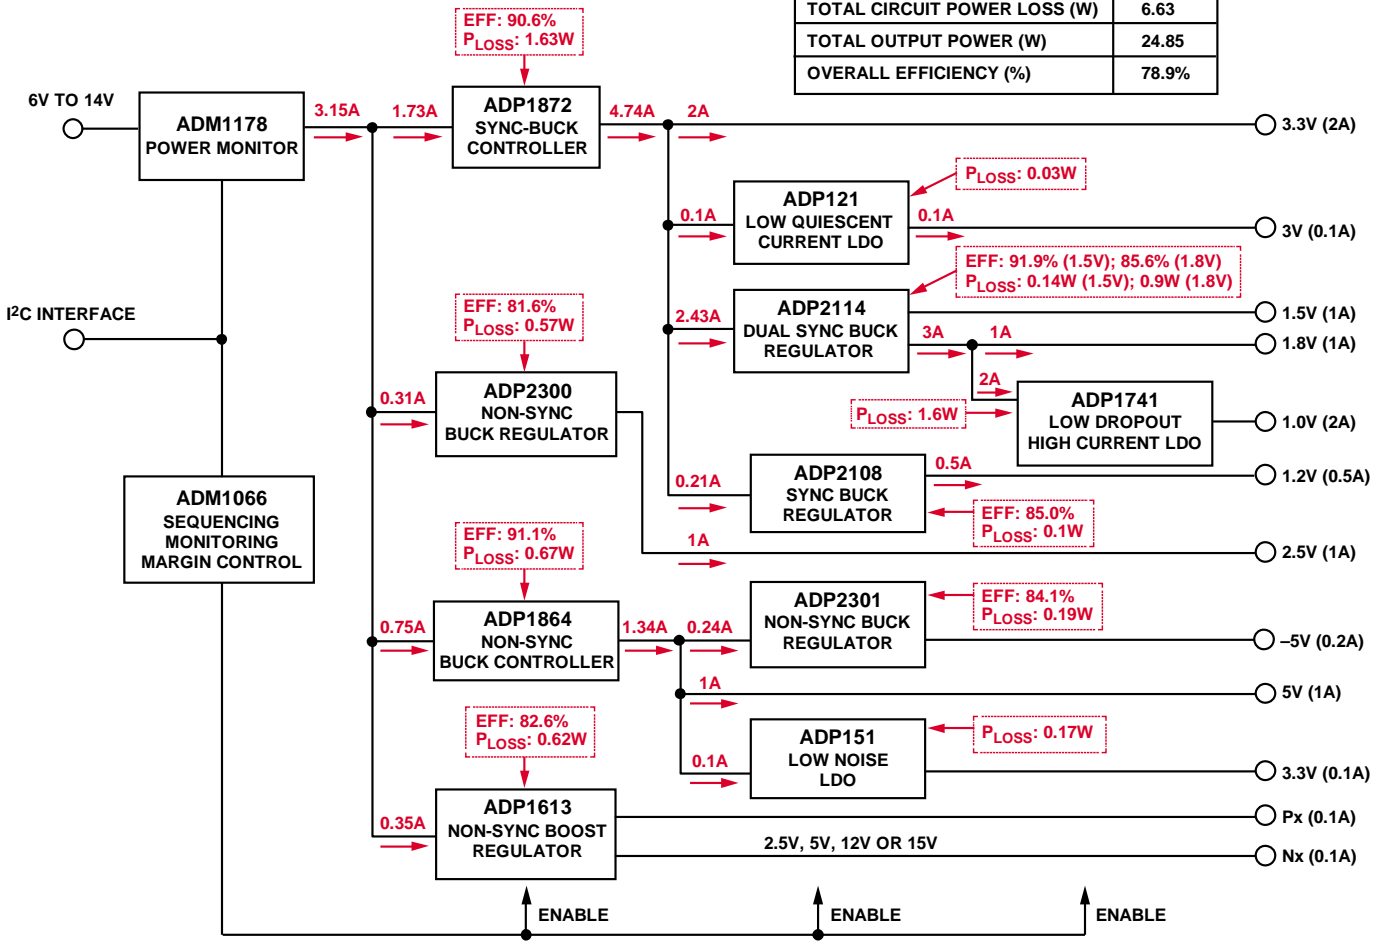 TOTAL CIRCUIT POWER LOSS (W) 6.63
TOTAL OUTPUT POWER (W) 24.85
OVERALL EFFICIENCY (%) 78.9%
EFF: 90.6%
PLOSS: 1.63W
6V TO 14V
ADM1178
POWER MONITOR
3.15A
1.73A
ADP1872
SYNC-BUCK
CONTROLLER
4.74A
2A
3.3V (2A)
PLOSS: 0.03W
0.1A
ADP121
LOW QUIESCENT
CURRENT LDO
0.1A
3V (0.1A)
EFF: 91.9% (1.5V); 85.6% (1.8V)
PLOSS: 0.14W (1.5V); 0.9W (1.8V)
I2C INTERFACE
EFF: 81.6%
PLOSS: 0.57W
2.43A
ADP2114
DUAL SYNC BUCK
REGULATOR
3A
1A
1.5V (1A)
1.8V (1A)
2A
0.31A
ADP2300
NON-SYNC
BUCK REGULATOR
PLOSS: 1.6W
ADP1741
LOW DROPOUT
HIGH CURRENT LDO
1.0V (2A)
0.21A
ADP2108
SYNC BUCK
REGULATOR
0.5A
1.2V (0.5A)
EFF: 85.0%
PLOSS: 0.1W
ADM1066
SEQUENCING
MONITORING
MARGIN CONTROL
EFF: 91.1%
PLOSS: 0.67W
1A
2.5V (1A)
0.75A
ADP1864
NON-SYNC
BUCK CONTROLLER
1.34A
0.24A
ADP2301
NON-SYNC BUCK
REGULATOR
EFF: 84.1%
PLOSS: 0.19W
–5V (0.2A)
1A
5V (1A)
EFF: 82.6%
PLOSS: 0.62W
0.1A
ADP151
LOW NOISE
LDO
PLOSS: 0.17W
3.3V (0.1A)
0.35A
ADP1613
NON-SYNC BOOST
REGULATOR
Px (0.1A)
2.5V, 5V, 12V OR 15V
Nx (0.1A)
ENABLE
ENABLE
ENABLE